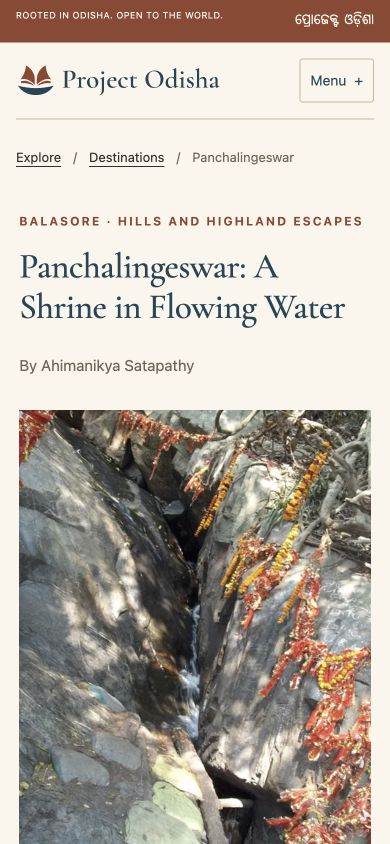 ROOTED IN ODISHA. OPEN TO THE WORLD.
ପ୍ରୋଜେକ୍ଟ ଓଡ଼ିଶା
Project Odisha
Menu +
Explore / Destinations / Panchalingeswar
BALASORE · HILLS AND HIGHLAND ESCAPES
Panchalingeswar: A
Shrine in Flowing Water
By Ahimanikya Satapathy